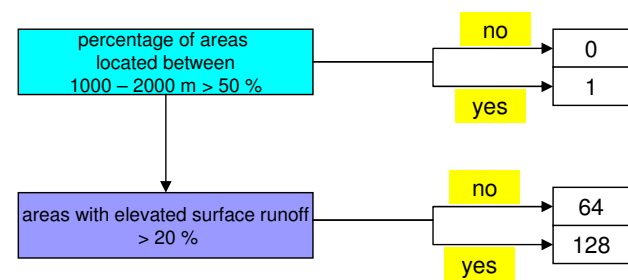 percentage of areas
located between
1000 – 2000 m > 50 %
no
0
1
yes
areas with elevated surface runoff
> 20 %
no
64
128
yes